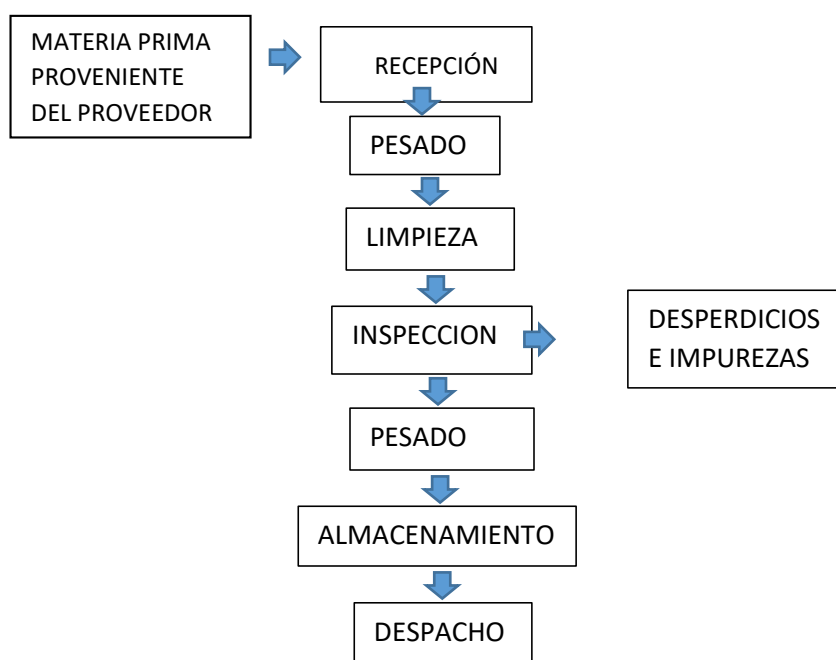 MATERIA PRIMA
PROVENIENTE
DEL PROVEEDOR
RECEPCIÓN
PESADO
LIMPIEZA
INSPECCION
DESPERDICIOS
E IMPUREZAS
PESADO
ALMACENAMIENTO
DESPACHO